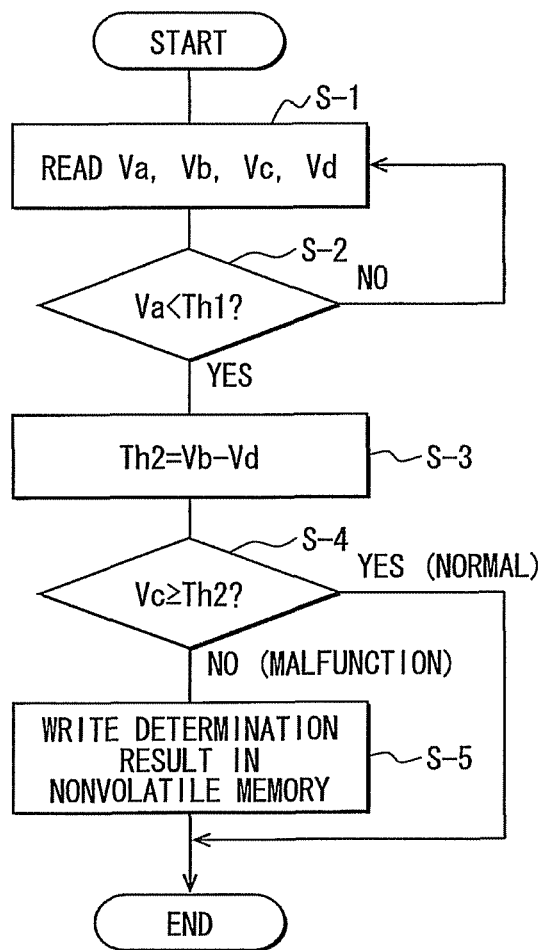 START
S-1
READ Va, Vb, Vc, Vd
S-2
NO
Va<Th1?
YES
Th2=Vb-Vd
S-3
S-4
YES (NORMAL)
Vc≥Th2?
NO (MALFUNCTION)
WRITE DETERMINATION
RESULT IN
NONVOLATILE MEMORY
S-5
END